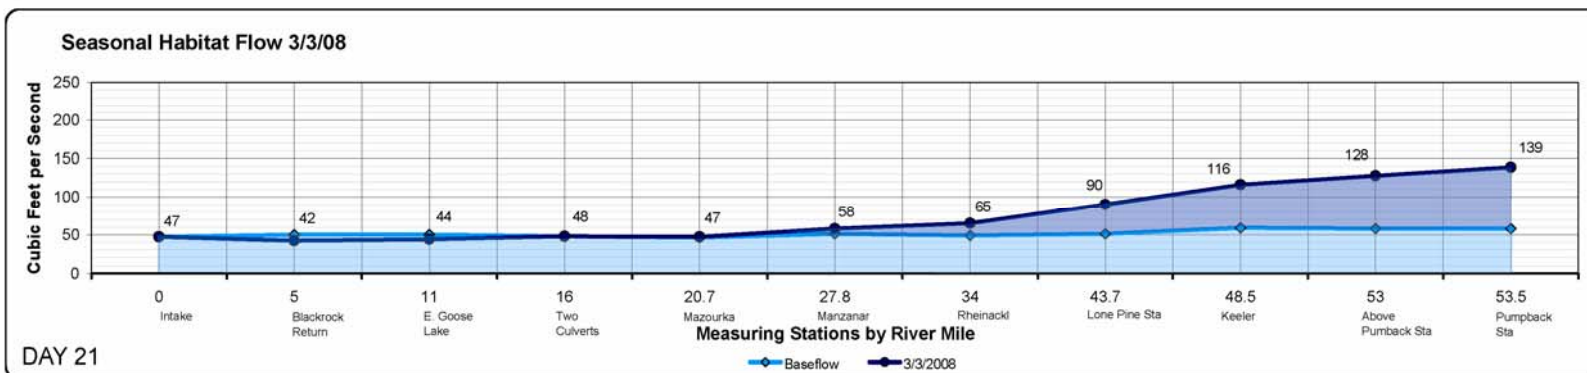 Seasonal Habitat Flow 3/3/08
Cubic Feet per Second
250
200
150
100
50
0
47
42
44
48
47
58
65
90
116
128
139
0
5
11
16
20.7
27.8
34
43.7
48.5
53
53.5
Intake
Blackrock
Return
E. Goose
Lake
Two
Culverts
Mazourka
Manzanar
Rheinackl
Lone Pine Sta
Keeler
Above
Pumback Sta
Pumpback
Sta
Measuring Stations by River Mile
Baseflow
3/3/2008
DAY 21